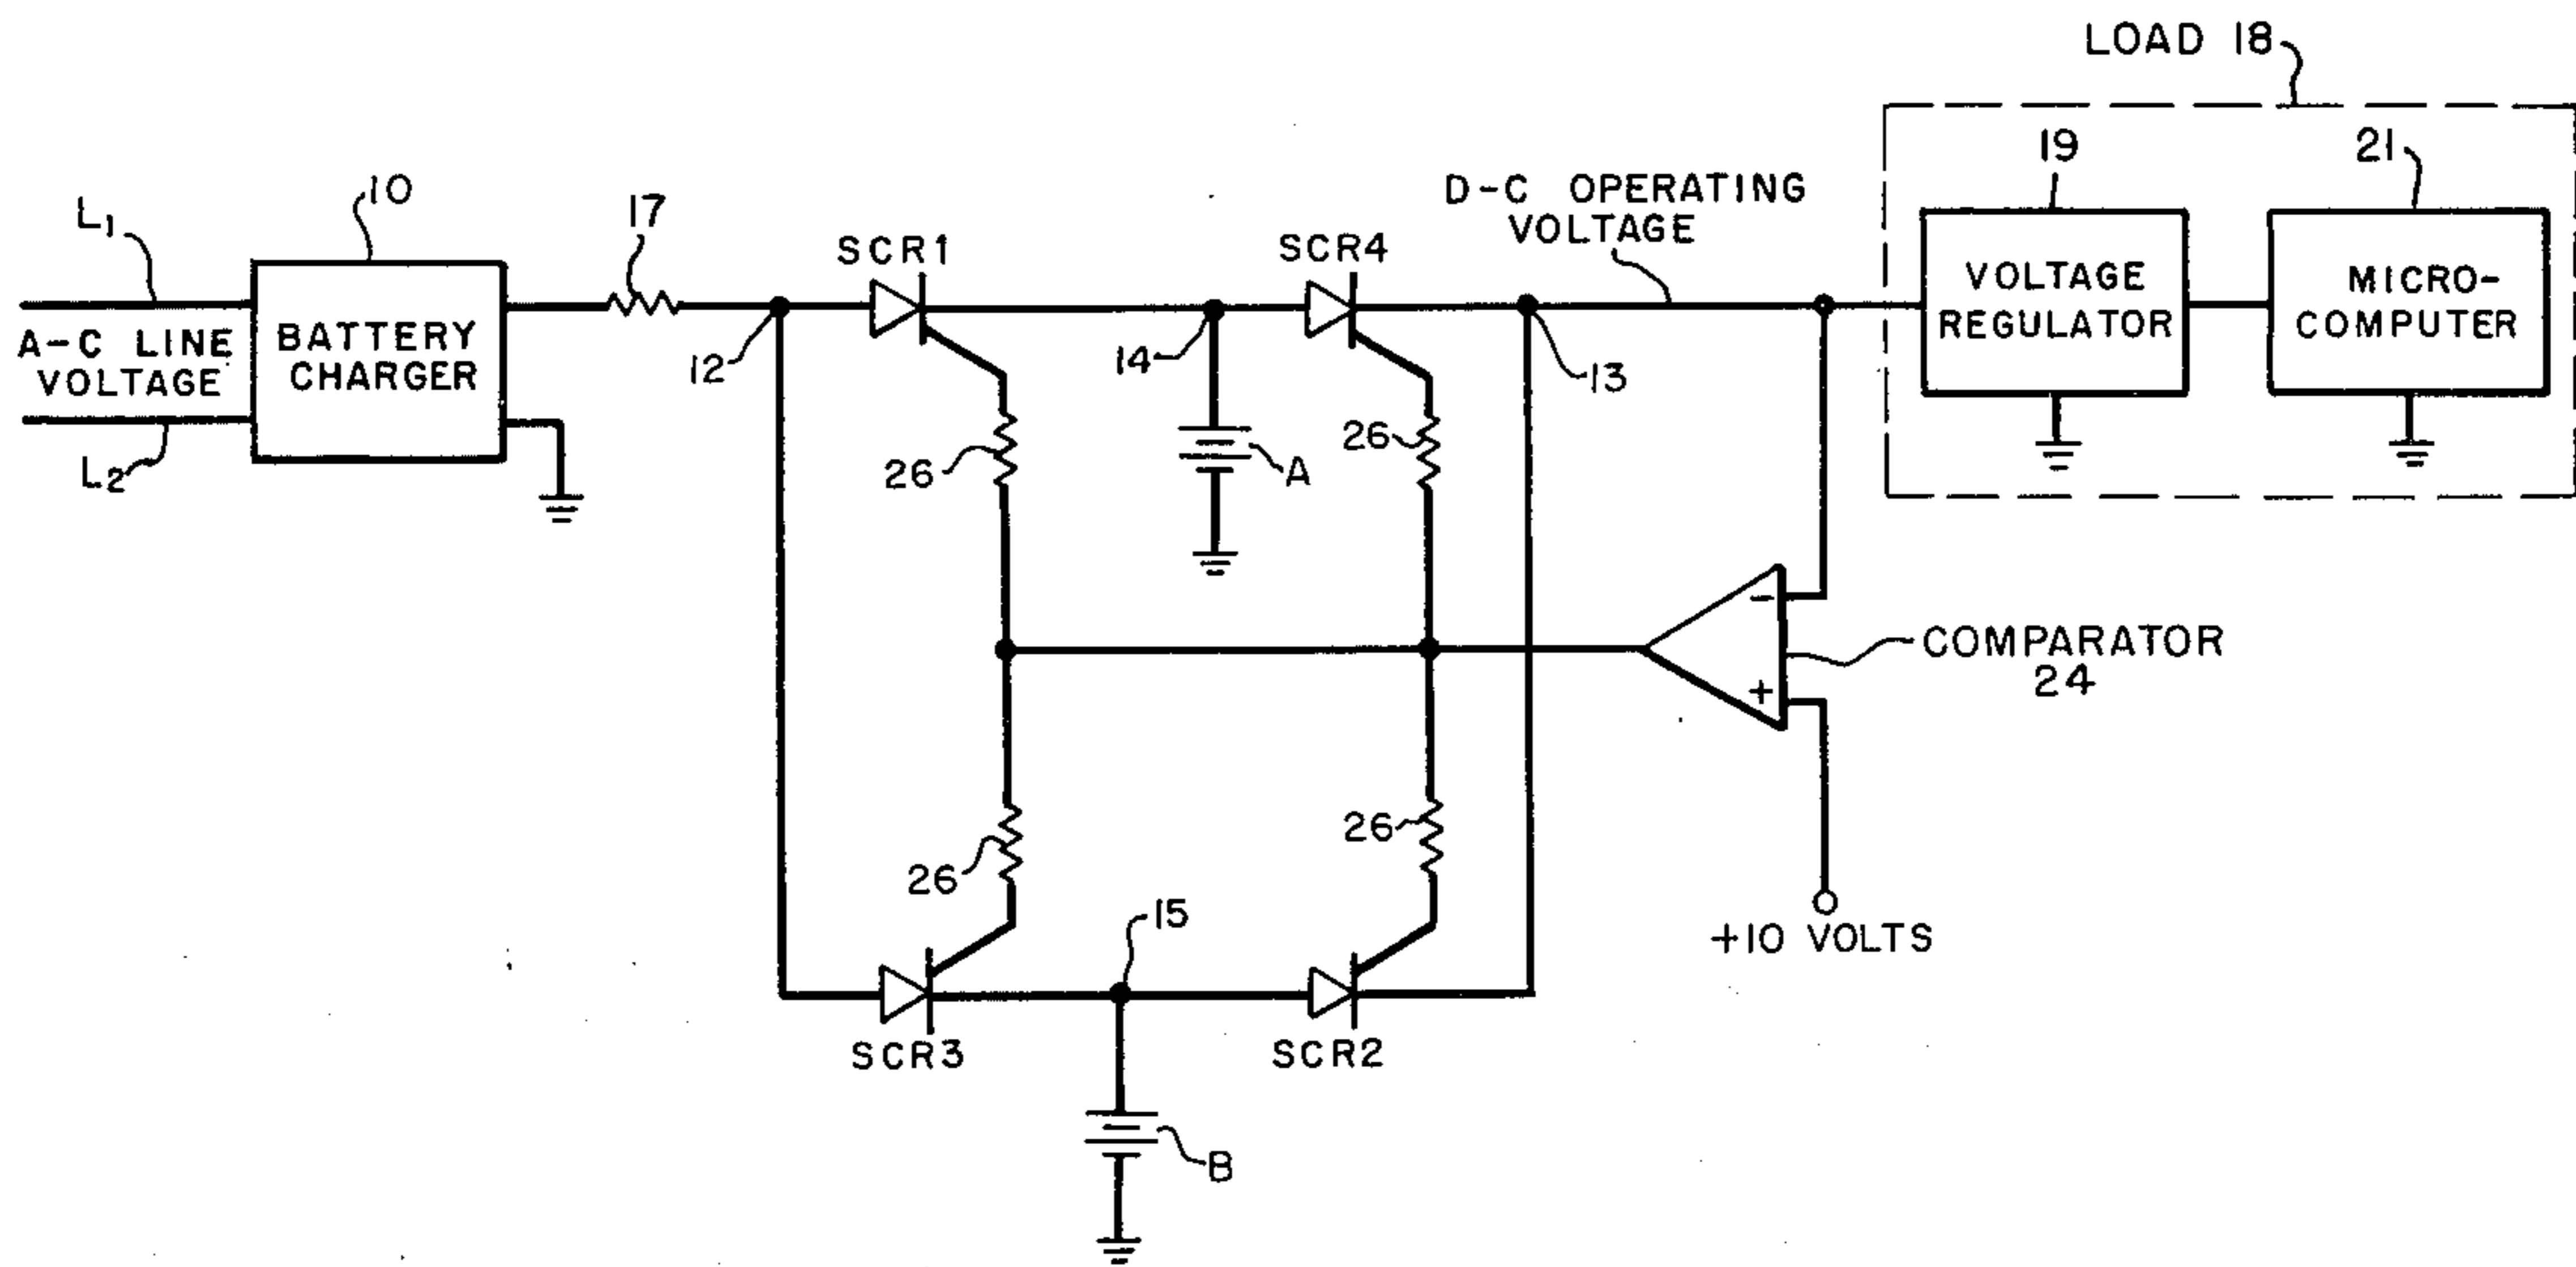 LOAD 18
19
21
D-C OPERATING
VOLTAGE
10
17
L1
SCR1
SCR4
VOLTAGE
REGULATOR
MICRO-
COMPUTER
A-C LINE
VOLTAGE
BATTERY
CHARGER
12
14
13
L2
26
A
26
-
COMPARATOR
24
+
26
26
15
+10 VOLTS
SCR3
SCR2
B